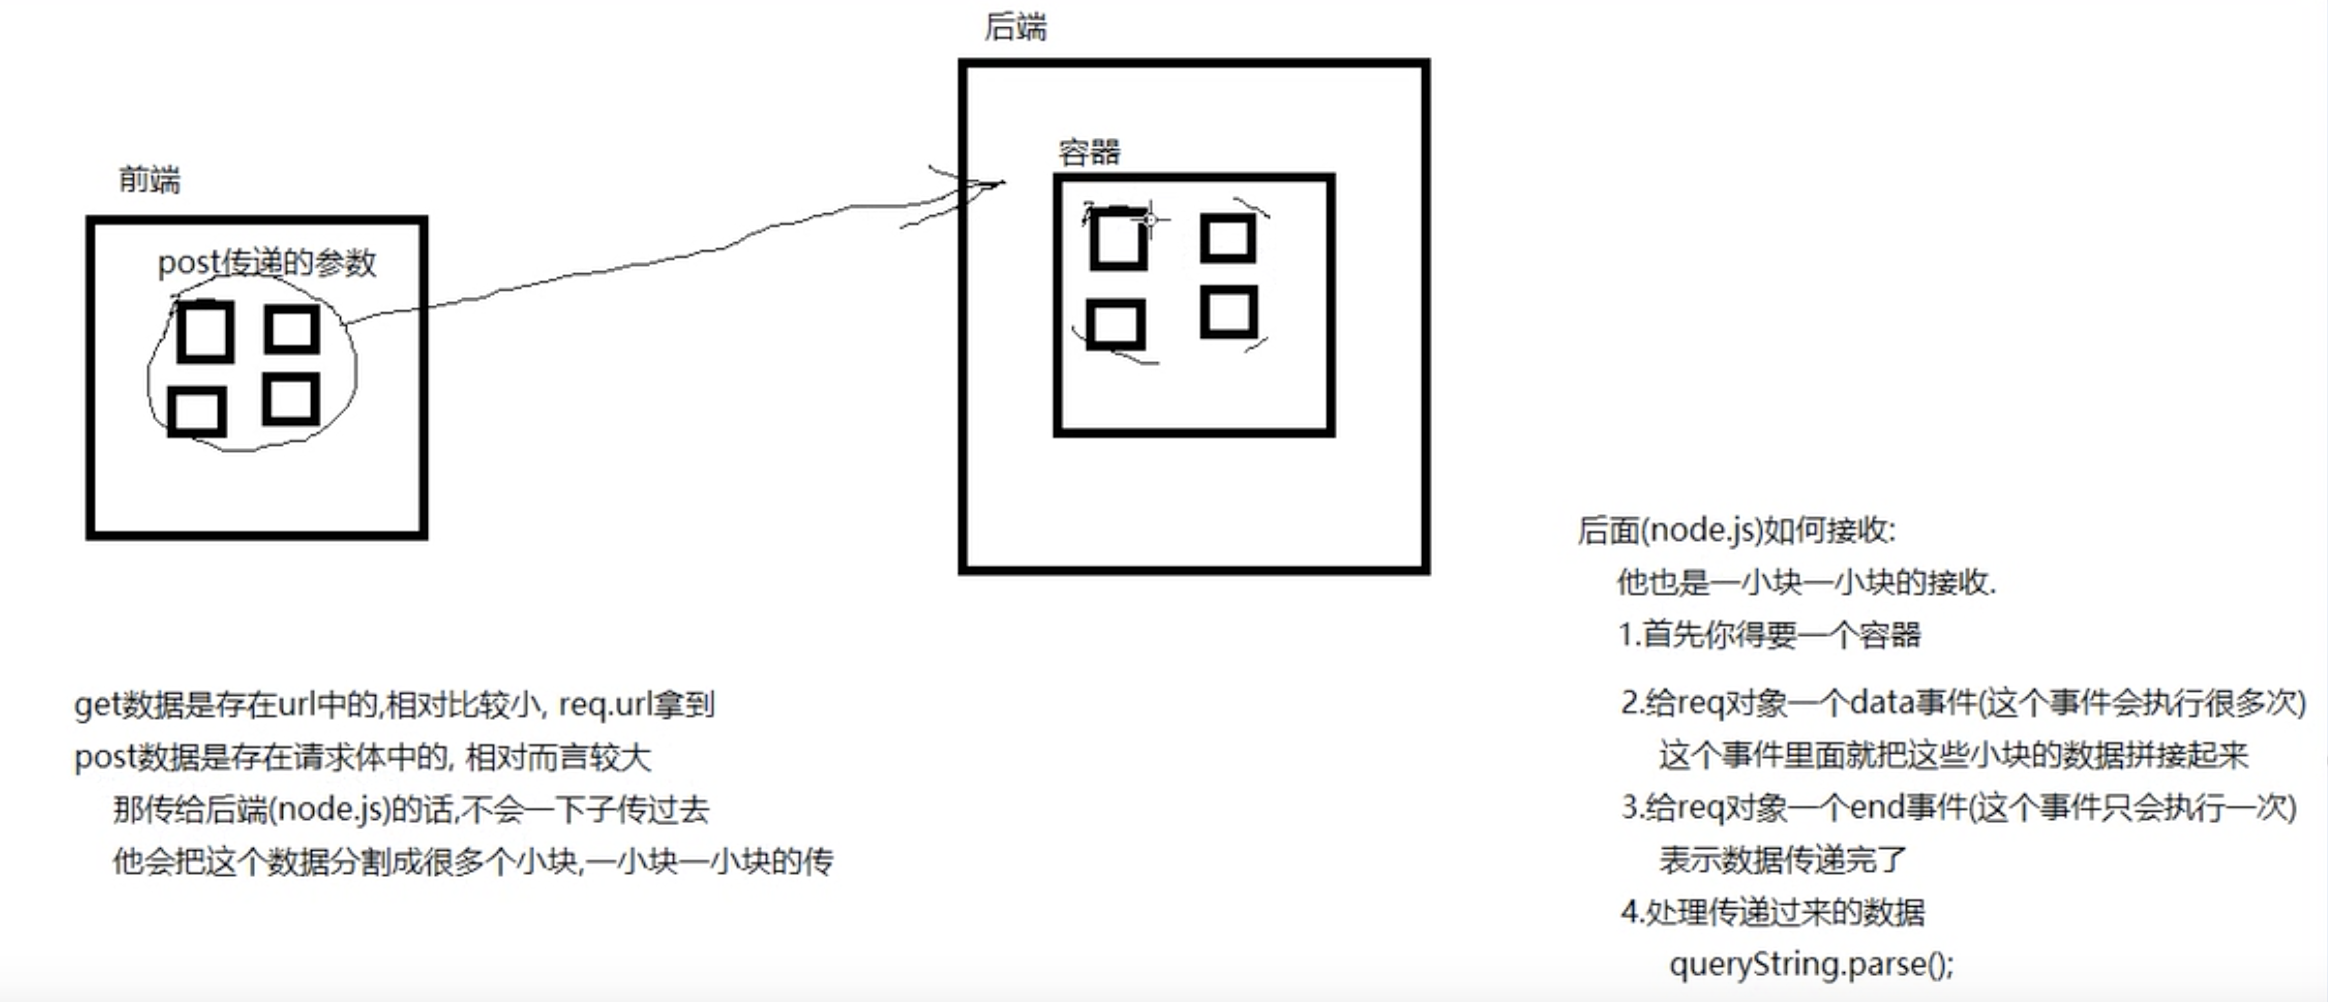 后端
容器
前端
post传递的参数
get数据是存在url中的,相对比较小, req.url拿到
post数据是存在请求体中的, 相对而言较大
那传给后端(node.js)的话,不会一下子传过去
他会把这个数据分割成很多个小块,一小块一小块的传
后面(node.js)如何接收:
他也是一小块一小块的接收.
1.首先你得要一个容器
2.给req对象一个data事件(这个事件会执行很多次)
这个事件里面就把这些小块的数据拼接起来
3.给req对象一个end事件(这个事件只会执行一次)
表示数据传递完了
4.处理传递过来的数据
queryString.parse();